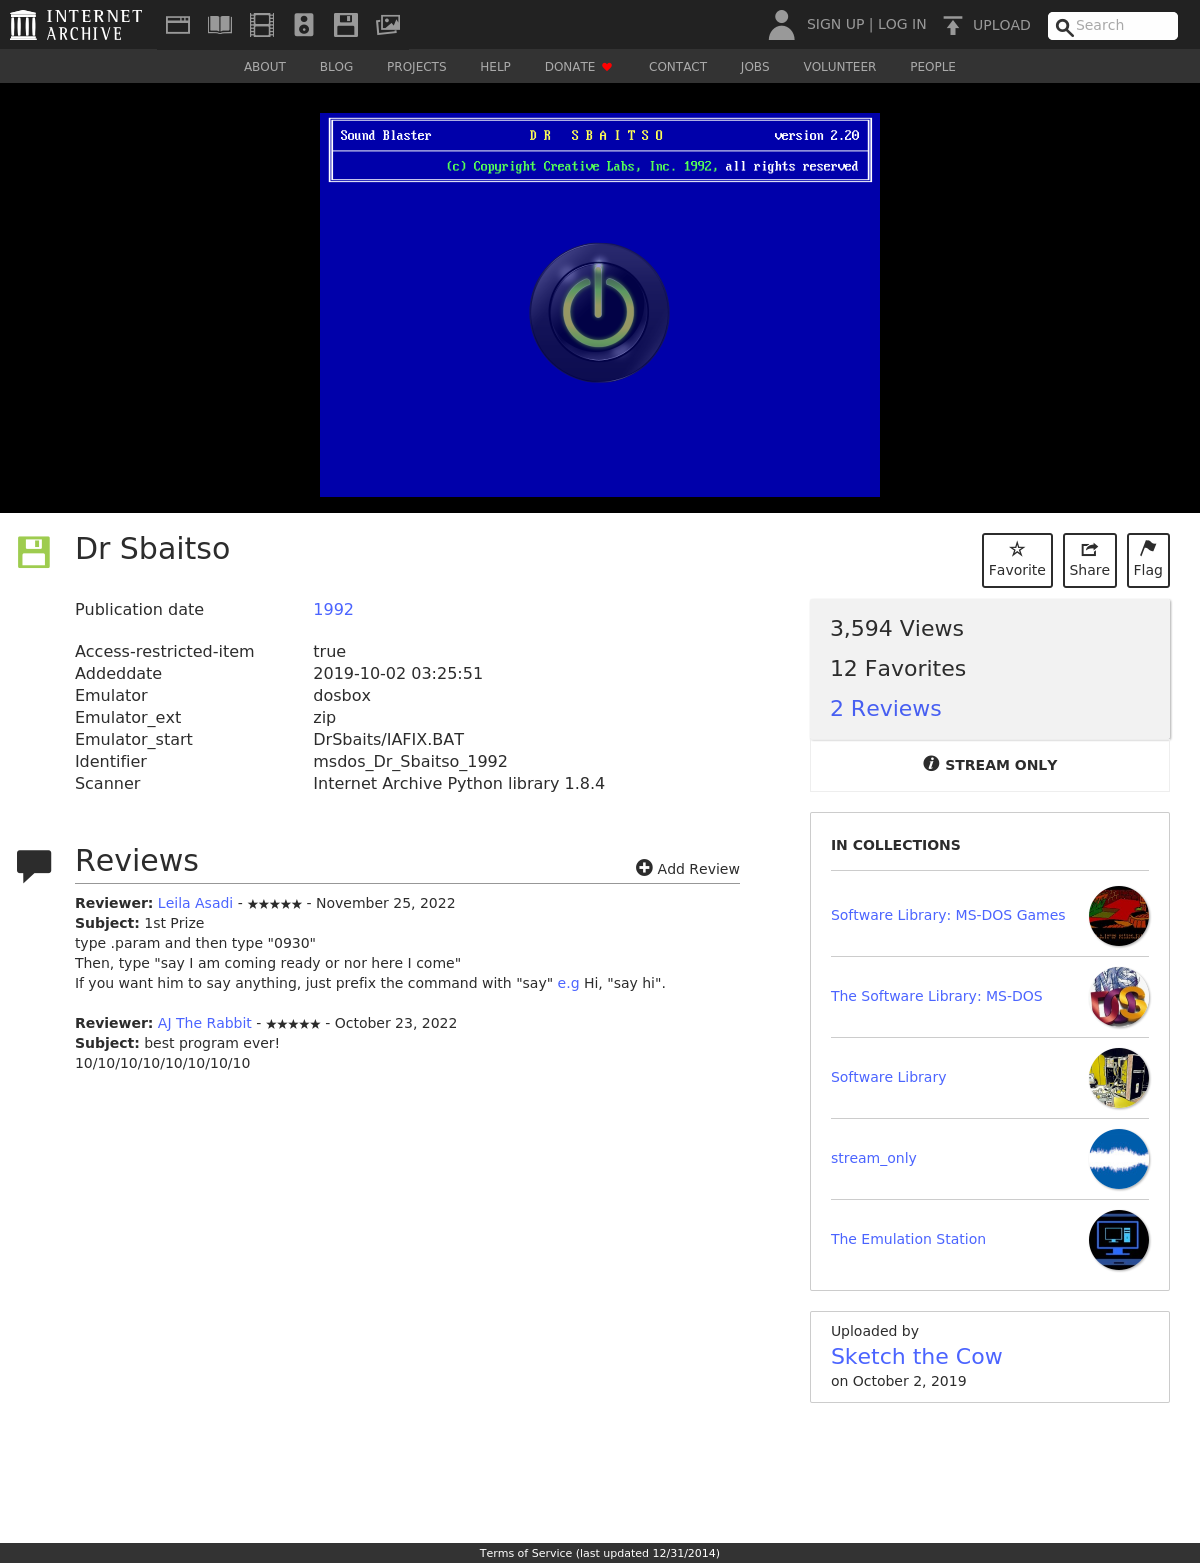 INTERNET
ARCHIVE
SIGN UP | LOG IN
UPLOAD
Search
ABOUT
BLOG
PROJECTS
HELP
DONATE ♥
CONTACT
JOBS
VOLUNTEER
PEOPLE
Sound Blaster DR SBAITSO version 2.20
(c) Copyright Creative Labs, Inc. 1992, all rights reserved
Dr Sbaitso
Favorite
Share
Flag
Publication date 1992
Access-restricted-item true
Addeddate 2019-10-02 03:25:51
Emulator dosbox
Emulator_ext zip
Emulator_start DrSbaits/IAFIX.BAT
Identifier msdos_Dr_Sbaitso_1992
Scanner Internet Archive Python library 1.8.4
3,594 Views
12 Favorites
2 Reviews
STREAM ONLY
Reviews
Add Review
Reviewer: Leila Asadi - ★★★★★ - November 25, 2022
Subject: 1st Prize
type .param and then type "0930"
Then, type "say I am coming ready or nor here I come"
If you want him to say anything, just prefix the command with "say" e.g Hi, "say hi".
Reviewer: AJ The Rabbit - ★★★★★ - October 23, 2022
Subject: best program ever!
10/10/10/10/10/10/10/10
IN COLLECTIONS
Software Library: MS-DOS Games
The Software Library: MS-DOS
Software Library
stream_only
The Emulation Station
Uploaded by
Sketch the Cow
on October 2, 2019
Terms of Service (last updated 12/31/2014)